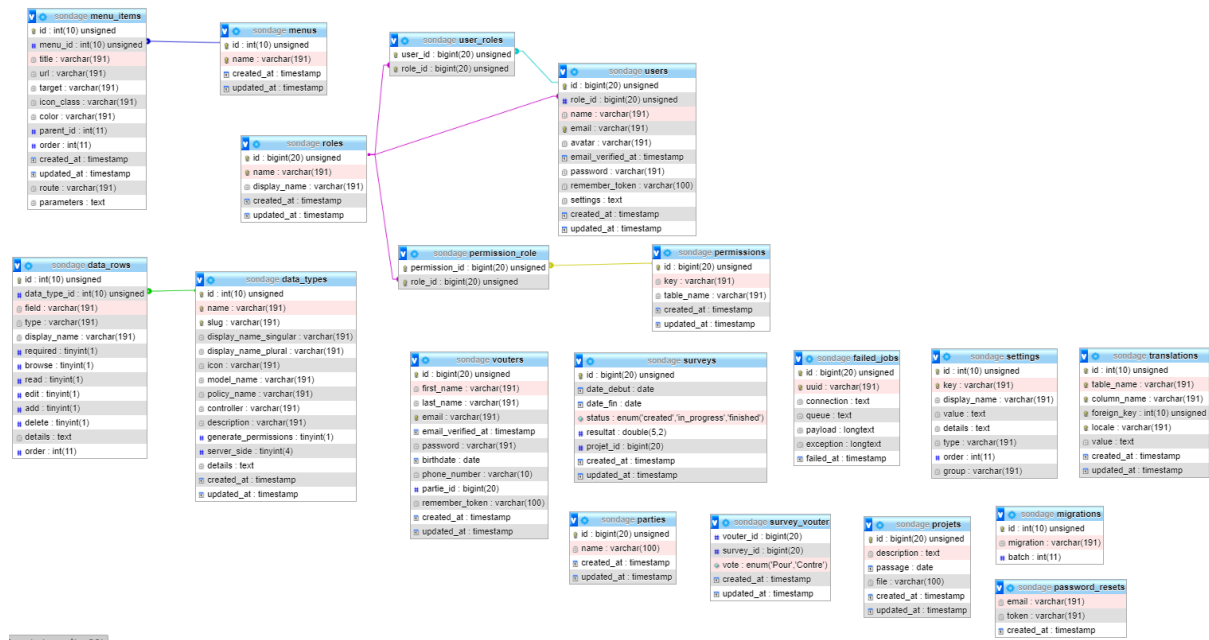 sondage menu_items
id : int(10) unsigned
menu_id : int(10) unsigned
title : varchar(191)
url : varchar(191)
target : varchar(191)
icon_class : varchar(191)
color : varchar(191)
parent_id : int(11)
order : int(11)
created_at : timestamp
updated_at : timestamp
route : varchar(191)
parameters : text
sondage menus
id : int(10) unsigned
name : varchar(191)
created_at : timestamp
updated_at : timestamp
sondage user_roles
user_id : bigint(20) unsigned
role_id : bigint(20) unsigned
sondage users
id : bigint(20) unsigned
role_id : bigint(20) unsigned
name : varchar(191)
email : varchar(191)
avatar : varchar(191)
email_verified_at : timestamp
password : varchar(191)
remember_token : varchar(100)
settings : text
created_at : timestamp
updated_at : timestamp
sondage roles
id : bigint(20) unsigned
name : varchar(191)
display_name : varchar(191)
created_at : timestamp
updated_at : timestamp
sondage permission_role
permission_id : bigint(20) unsigned
role_id : bigint(20) unsigned
sondage permissions
id : bigint(20) unsigned
key : varchar(191)
table_name : varchar(191)
created_at : timestamp
updated_at : timestamp
sondage data_rows
id : int(10) unsigned
data_type_id : int(10) unsigned
field : varchar(191)
type : varchar(191)
display_name : varchar(191)
required : tinyint(1)
browse : tinyint(1)
read : tinyint(1)
edit : tinyint(1)
add : tinyint(1)
delete : tinyint(1)
details : text
order : int(11)
sondage data_types
id : int(10) unsigned
name : varchar(191)
slug : varchar(191)
display_name_singular : varchar(191)
display_name_plural : varchar(191)
icon : varchar(191)
model_name : varchar(191)
policy_name : varchar(191)
controller : varchar(191)
description : varchar(191)
generate_permissions : tinyint(1)
server_side : tinyint(4)
details : text
created_at : timestamp
updated_at : timestamp
sondage vouters
id : bigint(20) unsigned
first_name : varchar(191)
last_name : varchar(191)
email : varchar(191)
email_verified_at : timestamp
password : varchar(191)
birthdate : date
phone_number : varchar(10)
partie_id : bigint(20)
remember_token : varchar(100)
created_at : timestamp
updated_at : timestamp
sondage surveys
id : bigint(20) unsigned
date_debut : date
date_fin : date
status : enum('created','in_progress','finished')
resultat : double(5,2)
projet_id : bigint(20)
created_at : timestamp
updated_at : timestamp
sondage failed_jobs
id : bigint(20) unsigned
uuid : varchar(191)
connection : text
queue : text
payload : longtext
exception : longtext
failed_at : timestamp
sondage settings
id : int(10) unsigned
key : varchar(191)
display_name : varchar(191)
value : text
details : text
type : varchar(191)
order : int(11)
group : varchar(191)
sondage translations
id : int(10) unsigned
table_name : varchar(191)
column_name : varchar(191)
foreign_key : int(10) unsigned
locale : varchar(191)
value : text
created_at : timestamp
updated_at : timestamp
sondage parties
id : bigint(20) unsigned
name : varchar(100)
created_at : timestamp
updated_at : timestamp
sondage survey_vouter
vouter_id : bigint(20)
survey_id : bigint(20)
vote : enum('Pour','Contre')
created_at : timestamp
updated_at : timestamp
sondage projets
id : bigint(20) unsigned
description : text
passage : date
file : varchar(100)
created_at : timestamp
updated_at : timestamp
sondage migrations
id : int(10) unsigned
migration : varchar(191)
batch : int(11)
sondage password_resets
email : varchar(191)
token : varchar(191)
created_at : timestamp